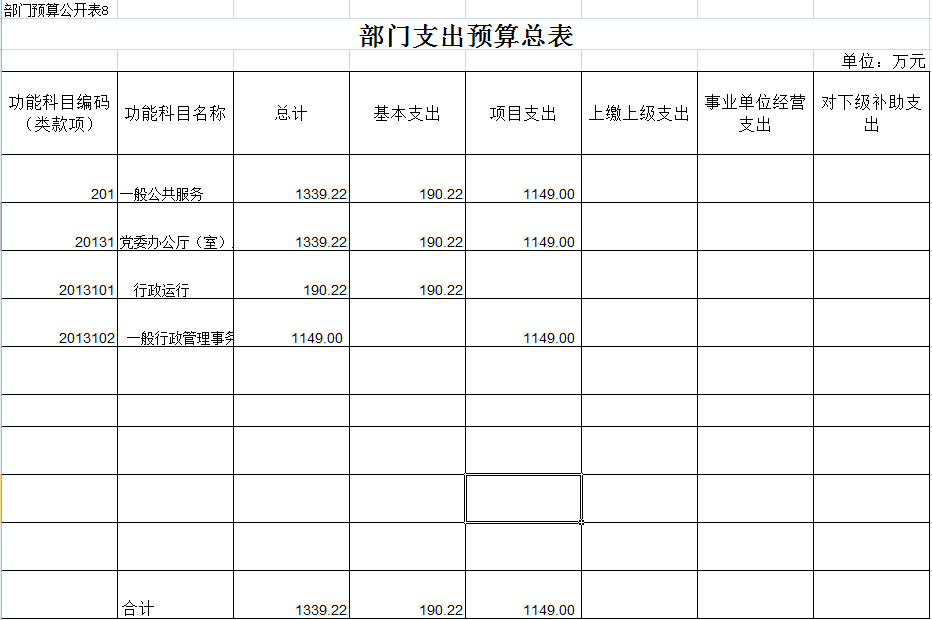 部门预算公开表8
部门支出预算总表
单位：万元
功能科目编码（类款项） 功能科目名称 总计 基本支出 项目支出 上缴上级支出 事业单位经营支出 对下级补助支出
201 一般公共服务 1339.22 190.22 1149.00
20131 党委办公厅（室） 1339.22 190.22 1149.00
2013101 行政运行 190.22 190.22
2013102 一般行政管理事务 1149.00 1149.00
合计 1339.22 190.22 1149.00